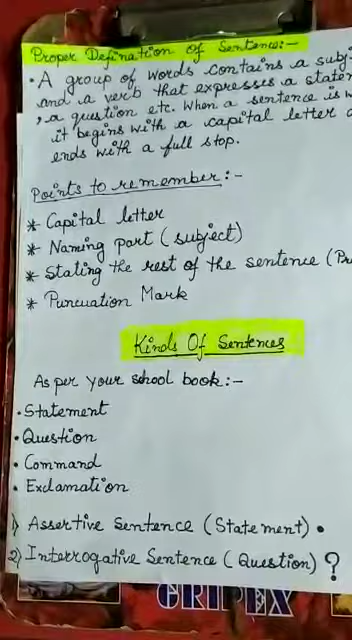 Proper Defination of Sentence:-
• A group of words contains a subj-
and a verb that expresses a state
, a question etc. When a sentence is
it begins with a capital letter
ends with a full stop.
Points to remember:-
* Capital letter
* Naming part (subject)
* Stating the rest of the sentence (
* Puncuation Mark
Kinds Of Sentences
As per your school book:-
• Statement
• Question
• Command
• Exclamation
1) Assertive Sentence (Statement) •
2) Interrogative Sentence (Question) ?
GRIPEX